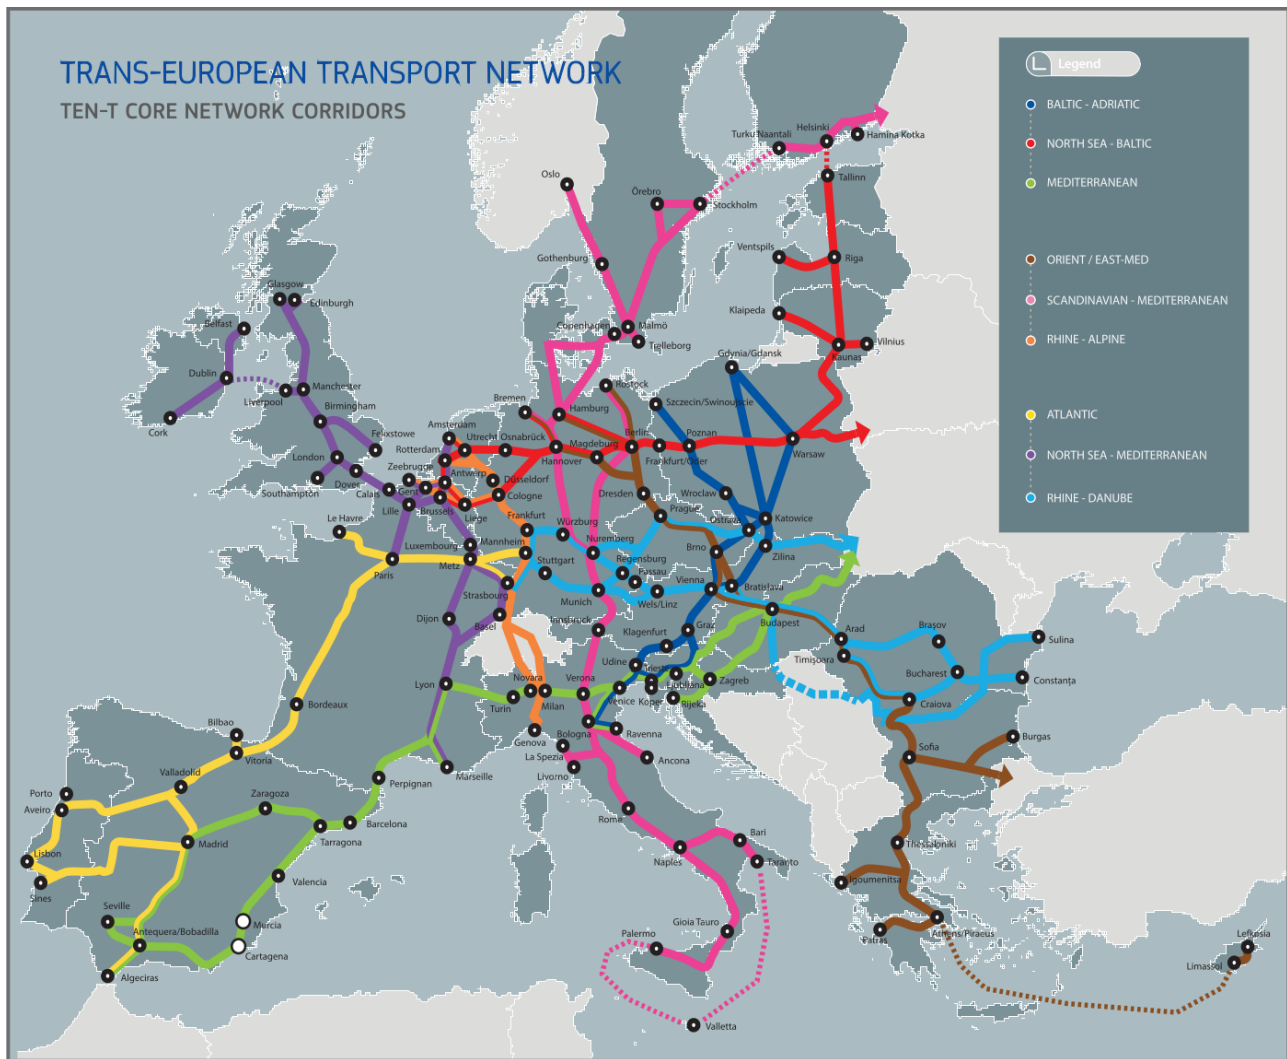 TRANS-EUROPEAN TRANSPORT NETWORK
TEN-T CORE NETWORK CORRIDORS
Legend
BALTIC - ADRIATIC
NORTH SEA - BALTIC
MEDITERRANEAN
ORIENT / EAST-MED
SCANDINAVIAN - MEDITERRANEAN
RHINE - ALPINE
ATLANTIC
NORTH SEA - MEDITERRANEAN
RHINE - DANUBE
Helsinki
Turku Naantali
Hamina Kotka
Tallinn
Oslo
Örebro
Stockholm
Gothenburg
Ventspils
Riga
Klaipeda
Vilnius
Kaunas
Glasgow
Edinburgh
Belfast
Copenhagen
Malmö
Trelleborg
Gdynia/Gdansk
Dublin
Liverpool
Manchester
Birmingham
Cork
Rostock
Szczecin/Swinoujscie
Bremen
Hamburg
Felixstowe
Amsterdam
Utrecht
Osnabrück
Magdeburg
Berlin
Poznan
Warsaw
London
Rotterdam
Hannover
Frankfurt/Oder
Zeebrugge
Antwerp
Düsseldorf
Dover
Southampton
Calais
Gent
Cologne
Dresden
Wroclaw
Lille
Brussels
Liège
Le Havre
Frankfurt
Würzburg
Prague
Ostrava
Katowice
Luxembourg
Mannheim
Nuremberg
Brno
Zilina
Paris
Metz
Stuttgart
Regensburg
Passau
Vienna
Bratislava
Strasbourg
Munich
Wels/Linz
Dijon
Basel
Innsbruck
Klagenfurt
Graz
Budapest
Arad
Braşov
Sulina
Timişoara
Udine
Bucharest
Constanţa
Lyon
Novara
Verona
Ljubljana
Zagreb
Turin
Milan
Venice
Koper
Rijeka
Craiova
Bordeaux
Genova
Bologna
Ravenna
Bilbao
Vitoria
La Spezia
Ancona
Sofia
Burgas
Livorno
Marseille
Valladolid
Perpignan
Porto
Aveiro
Zaragoza
Rome
Barcelona
Tarragona
Madrid
Bari
Naples
Taranto
Thessaloniki
Lisbon
Sines
Valencia
Igoumenitsa
Seville
Murcia
Antequera/Bobadilla
Cartagena
Algeciras
Gioia Tauro
Palermo
Patras
Athens/Piraeus
Lefkosia
Limassol
Valletta